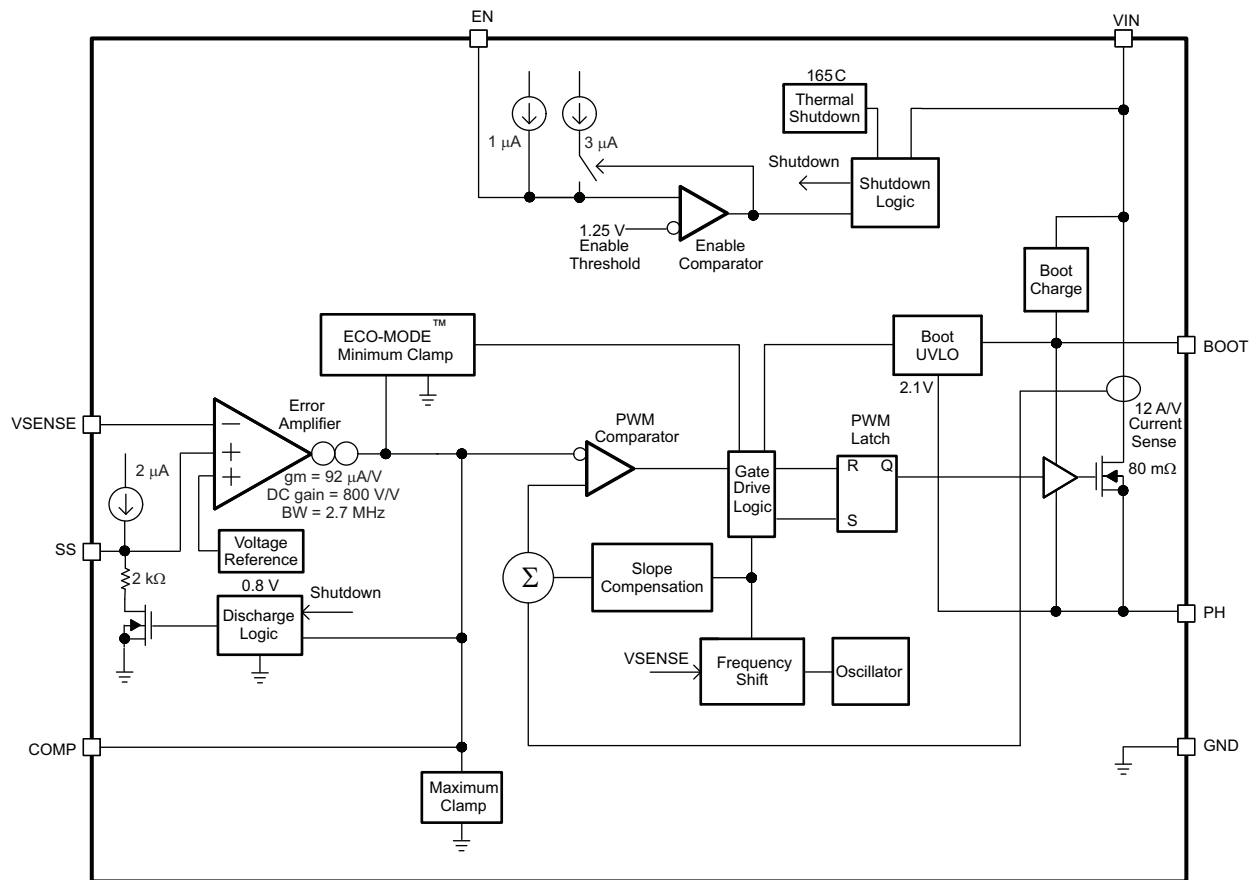 EN
VIN
165C
Thermal
Shutdown
1 μA
3 μA
Shutdown
Shutdown
Logic
1.25 V
Enable
Threshold
Enable
Comparator
Boot
Charge
ECO-MODE™
Minimum Clamp
Boot
UVLO
BOOT
2.1V
VSENSE
Error
Amplifier
PWM
Comparator
PWM
Latch
12 A/V
Current
Sense
80 mΩ
gm = 92 μA/V
DC gain = 800 V/V
BW = 2.7 MHz
Gate
Drive
Logic
R Q
S
2 μA
SS
Voltage
Reference
2 kΩ
0.8 V
Shutdown
Discharge
Logic
Σ
Slope
Compensation
PH
VSENSE
Frequency
Shift
Oscillator
COMP
GND
Maximum
Clamp